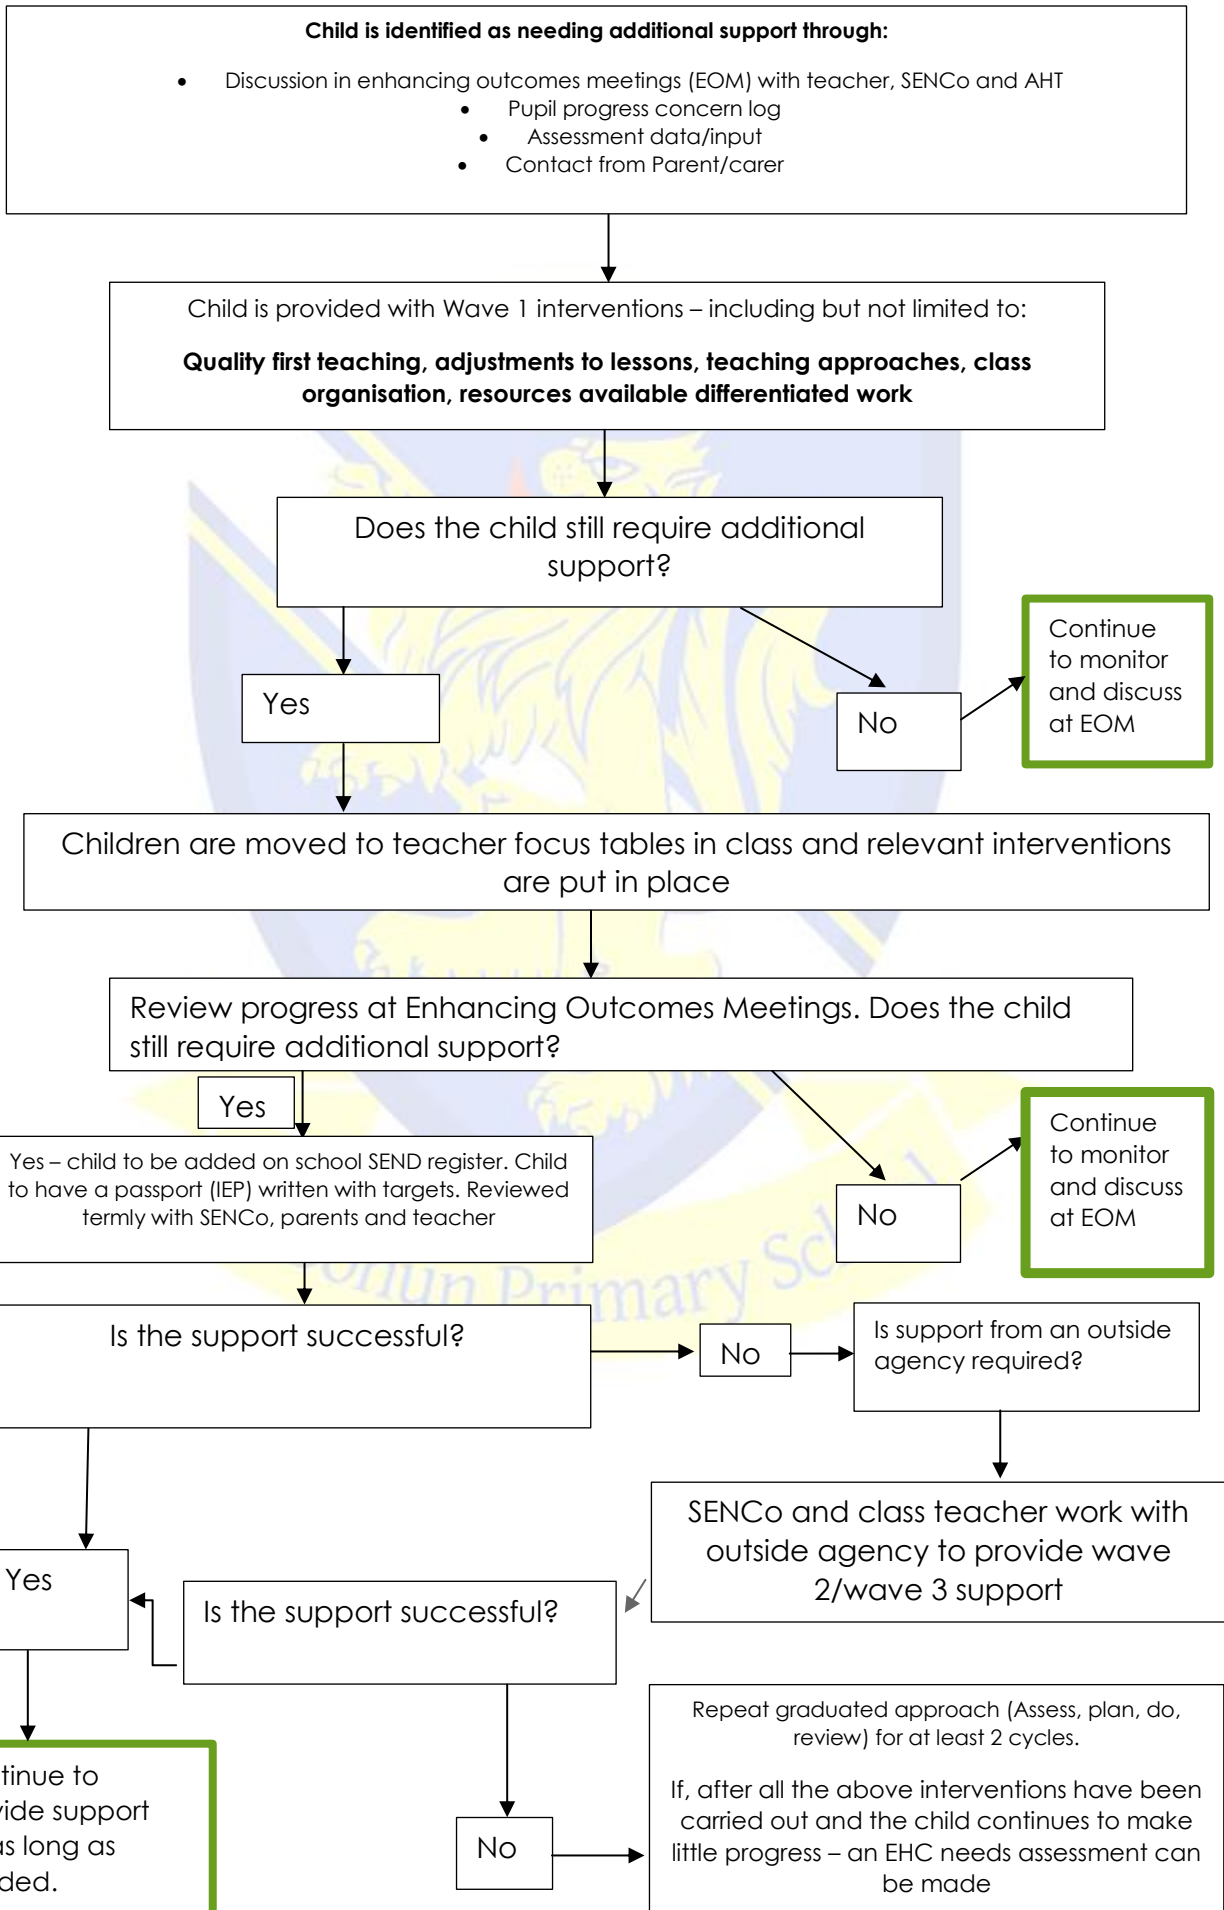 Child is identified as needing additional support through:
• Discussion in enhancing outcomes meetings (EOM) with teacher, SENCo and AHT
• Pupil progress concern log
• Assessment data/input
• Contact from Parent/carer
Child is provided with Wave 1 interventions – including but not limited to:
Quality first teaching, adjustments to lessons, teaching approaches, class
organisation, resources available differentiated work
Does the child still require additional
support?
Yes
No
Continue
to monitor
and discuss
at EOM
Children are moved to teacher focus tables in class and relevant interventions
are put in place
Review progress at Enhancing Outcomes Meetings. Does the child
still require additional support?
Yes
Yes – child to be added on school SEND register. Child
to have a passport (IEP) written with targets. Reviewed
termly with SENCo, parents and teacher
No
Continue
to monitor
and discuss
at EOM
Is the support successful?
No
Is support from an outside
agency required?
SENCo and class teacher work with
outside agency to provide wave
2/wave 3 support
Yes
Is the support successful?
tinue to
vide support
as long as
ded.
No
Repeat graduated approach (Assess, plan, do,
review) for at least 2 cycles.
If, after all the above interventions have been
carried out and the child continues to make
little progress – an EHC needs assessment can
be made
Primary School